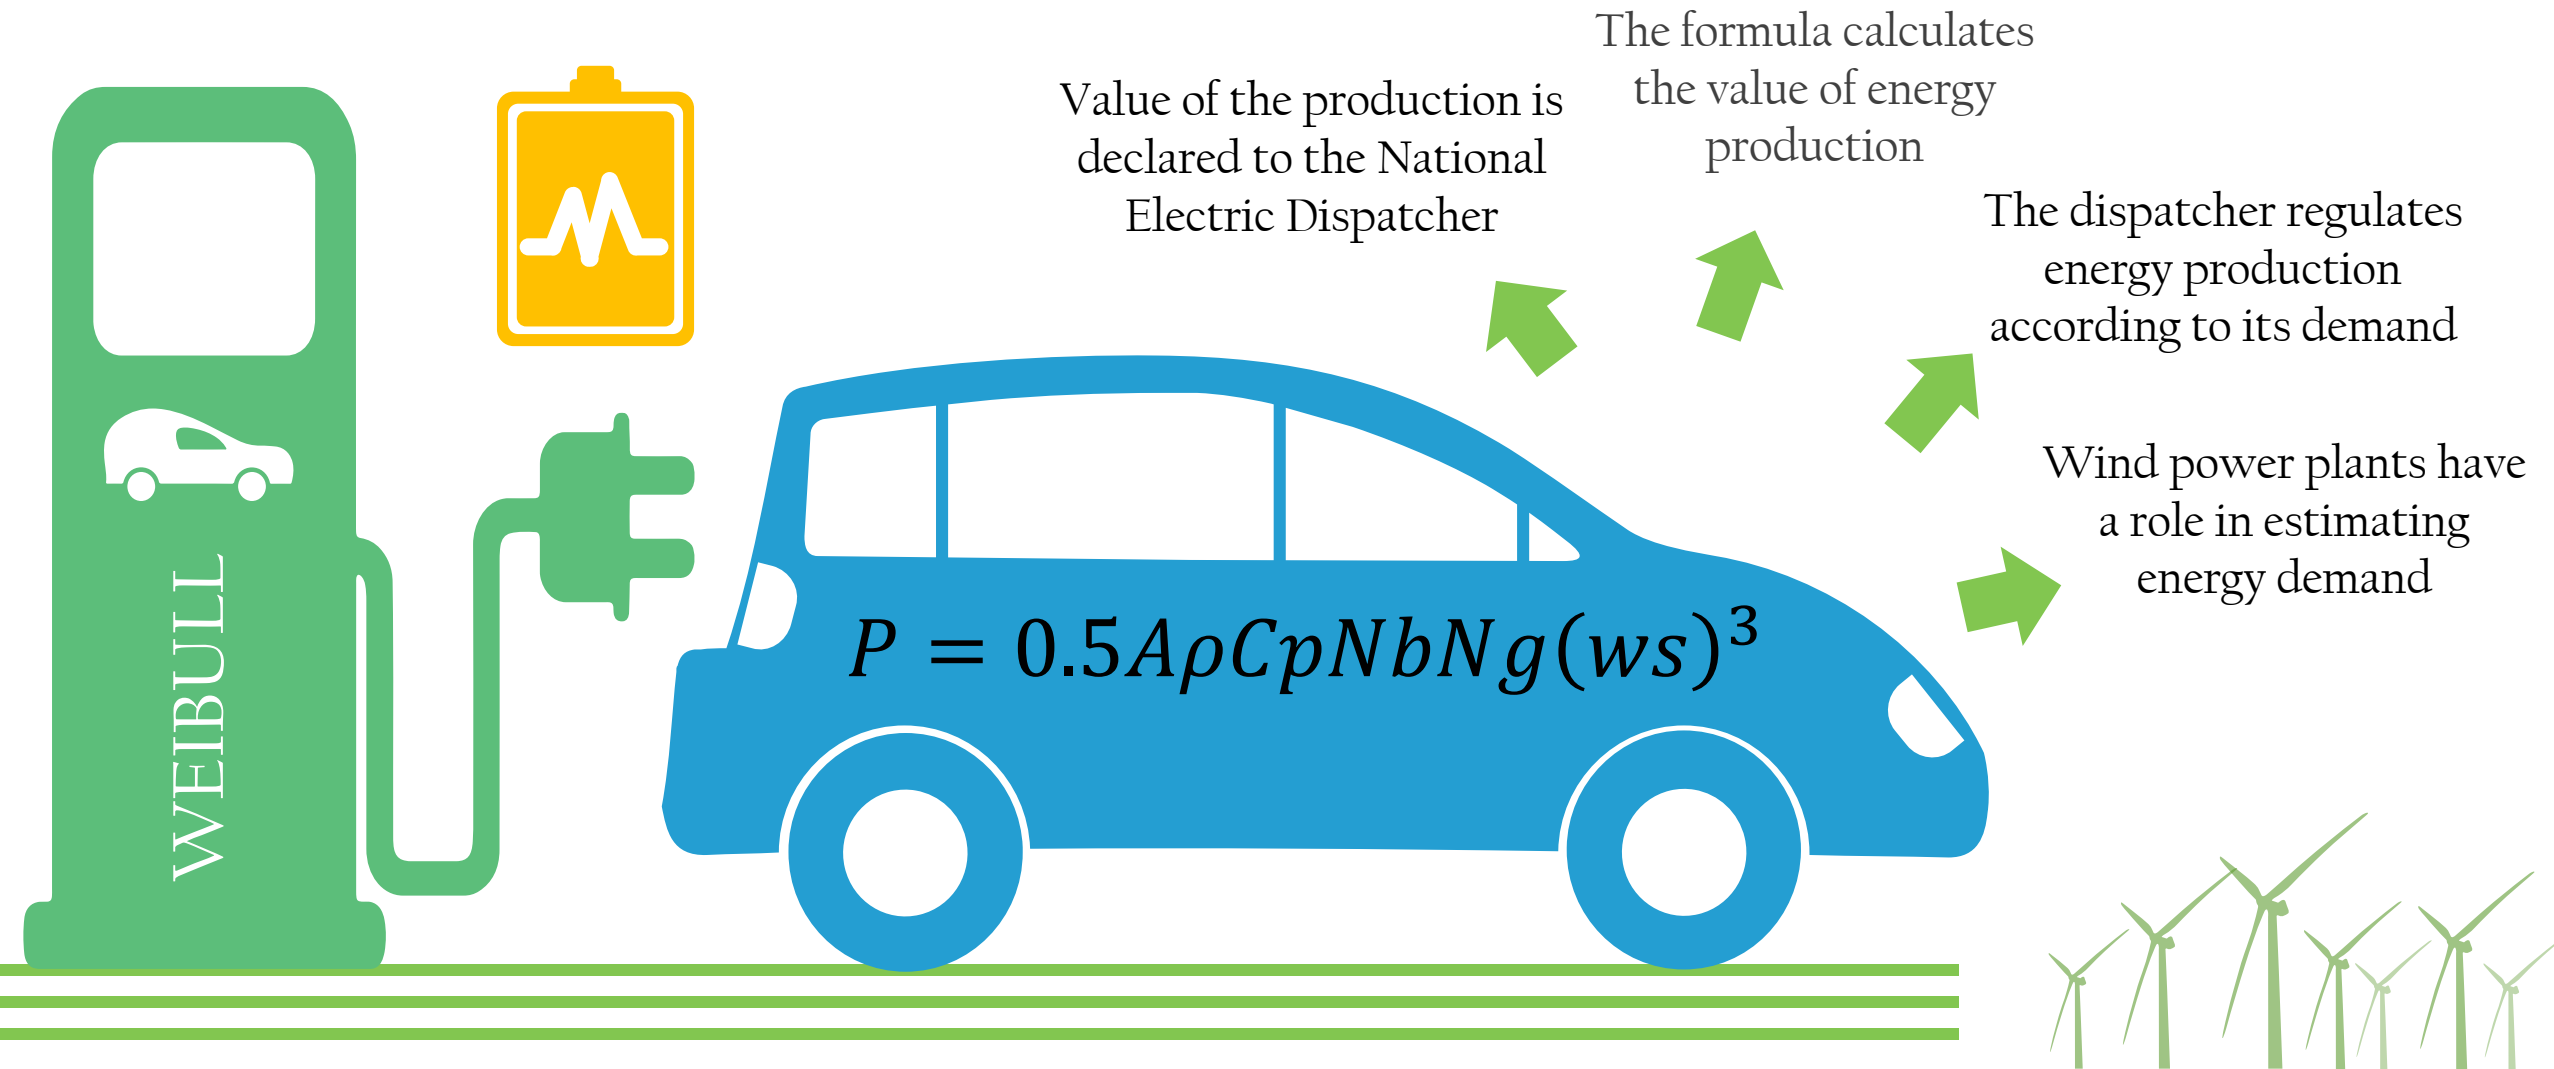 The formula calculates
the value of energy
production
Value of the production is
declared to the National
Electric Dispatcher
The dispatcher regulates
energy production
according to its demand
Wind power plants have
a role in estimating
energy demand
P = 0.5AρCpNbNg(ws)³
WEIBULL